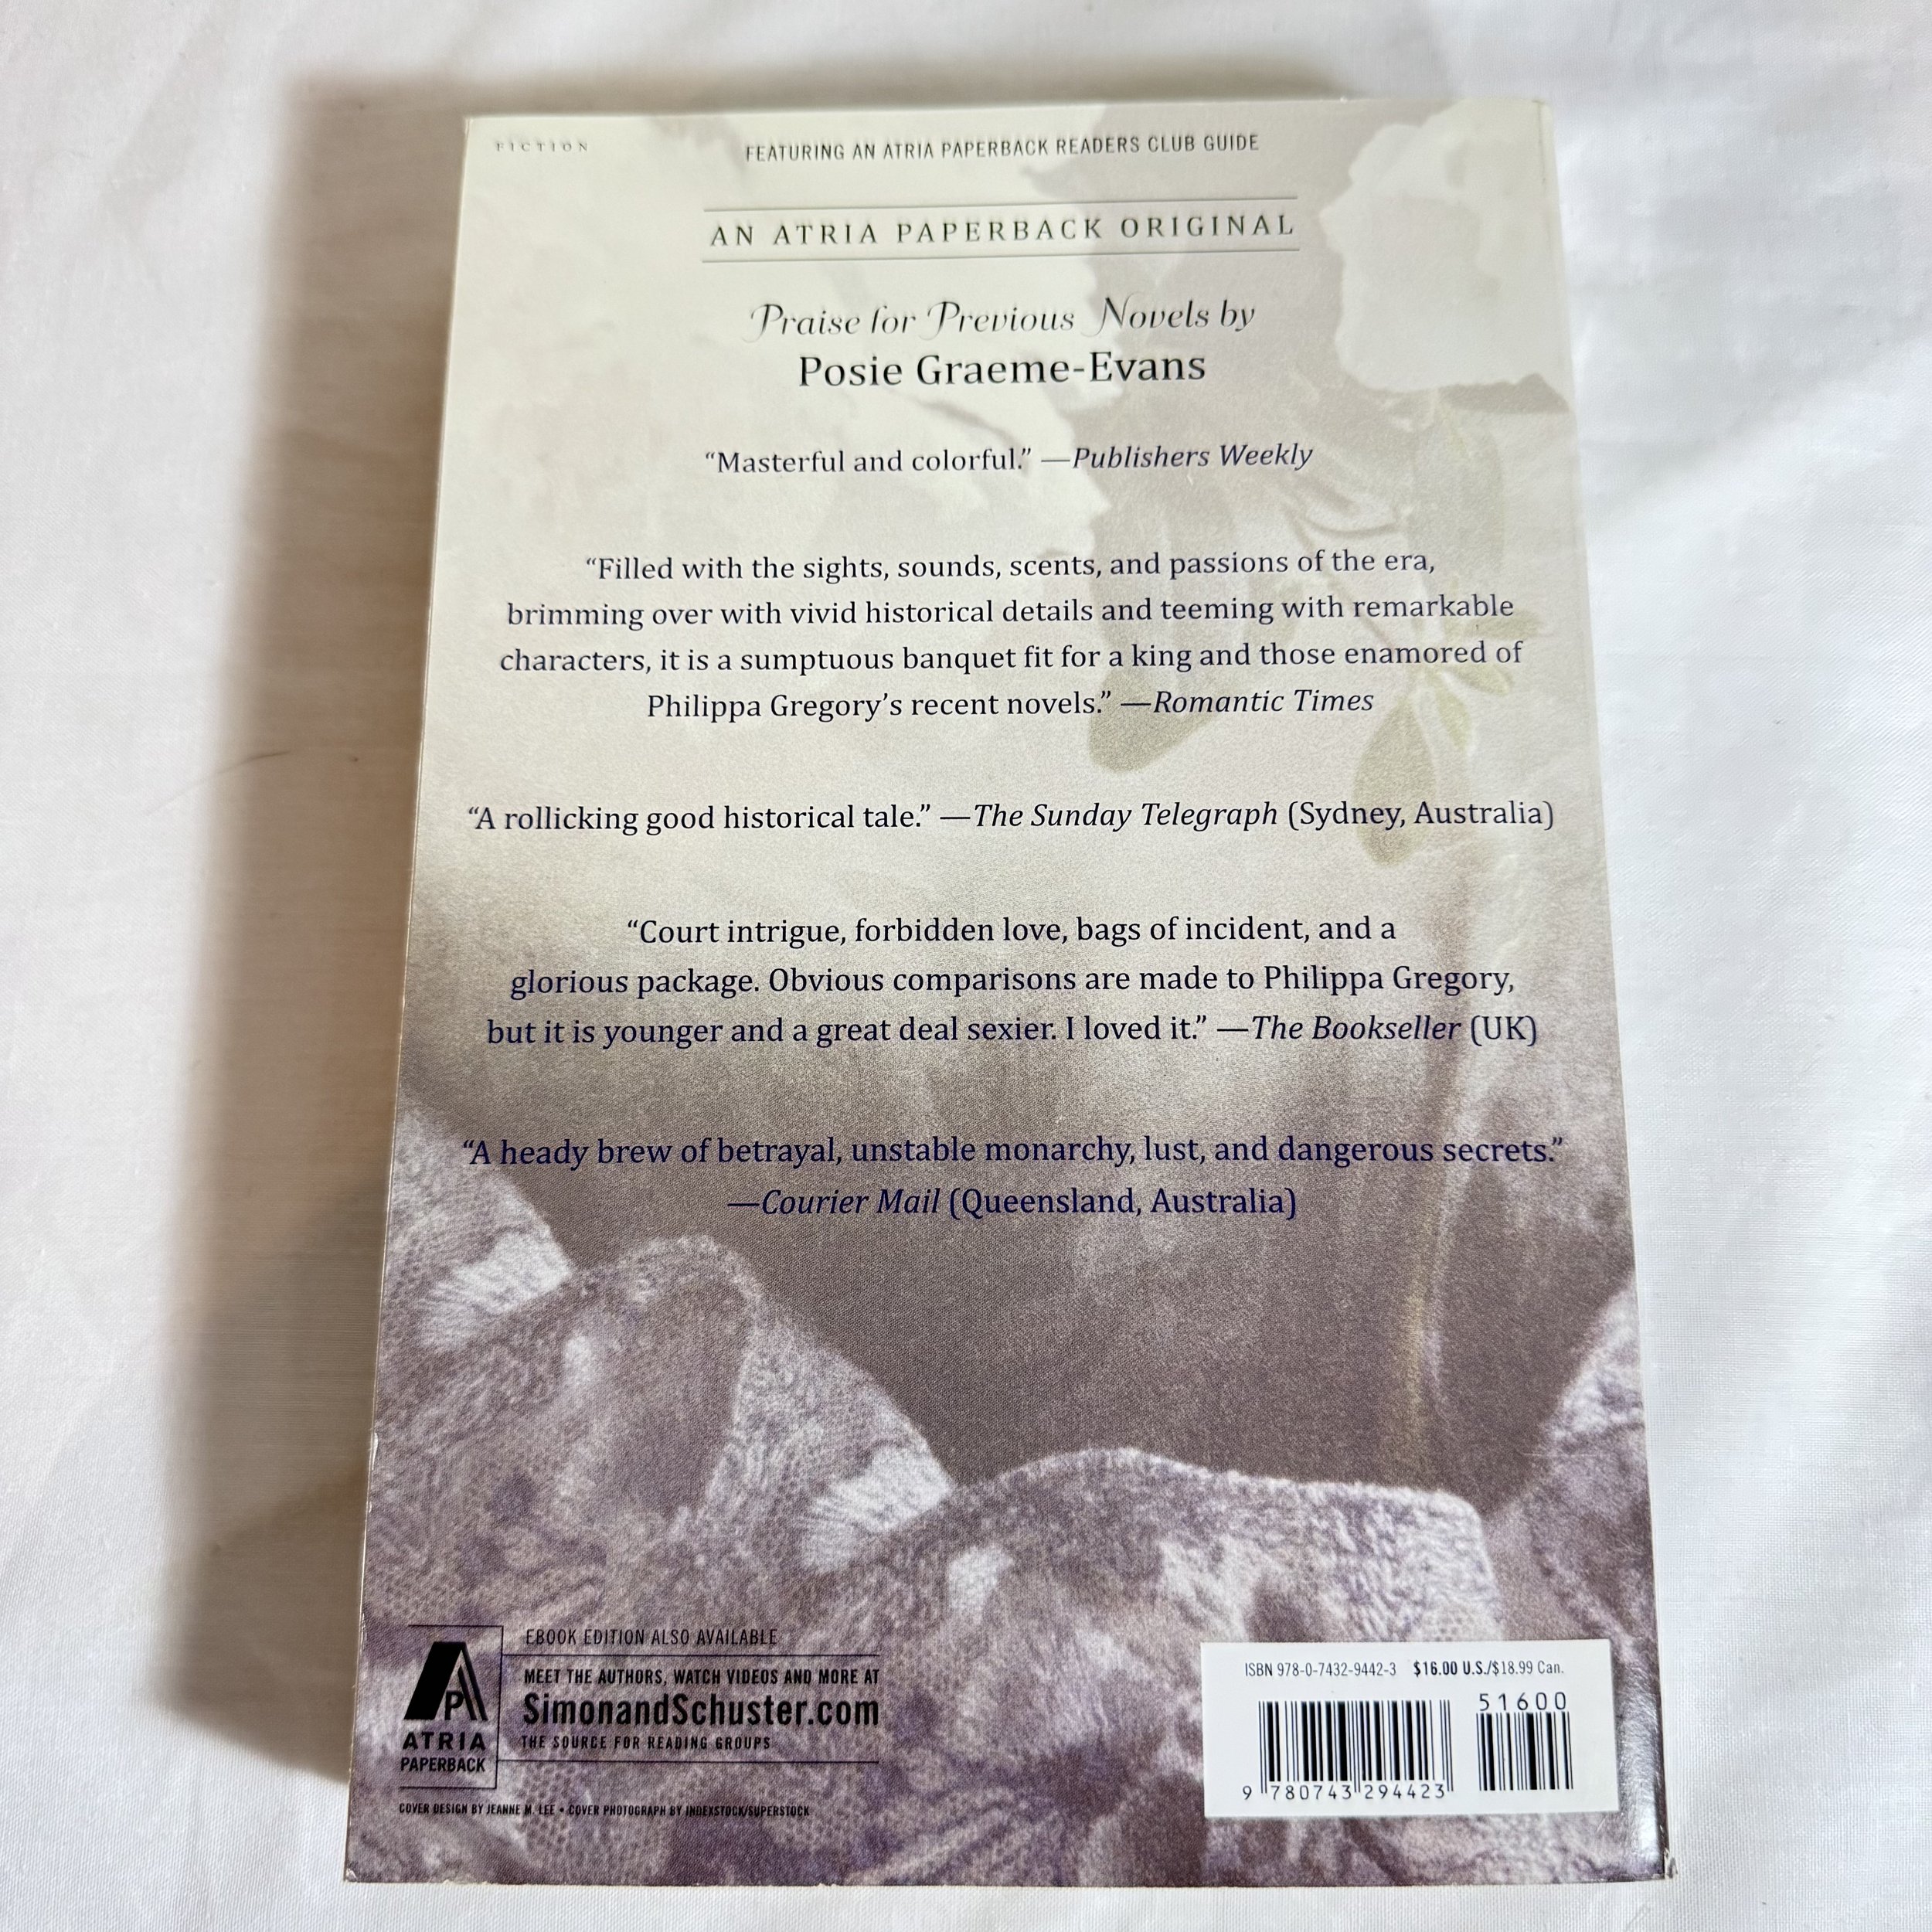 FICTION
FEATURING AN ATRIA PAPERBACK READERS CLUB GUIDE
AN ATRIA PAPERBACK ORIGINAL
Praise for Previous Novels by
Posie Graeme-Evans
“Masterful and colorful.” —Publishers Weekly
“Filled with the sights, sounds, scents, and passions of the era,
brimming over with vivid historical details and teeming with remarkable
characters, it is a sumptuous banquet fit for a king and those enamored of
Philippa Gregory’s recent novels.” —Romantic Times
“A rollicking good historical tale.” —The Sunday Telegraph (Sydney, Australia)
“Court intrigue, forbidden love, bags of incident, and a
glorious package. Obvious comparisons are made to Philippa Gregory,
but it is younger and a great deal sexier. I loved it.” —The Bookseller (UK)
“A heady brew of betrayal, unstable monarchy, lust, and dangerous secrets.”
—Courier Mail (Queensland, Australia)
EBOOK EDITION ALSO AVAILABLE
MEET THE AUTHORS, WATCH VIDEOS AND MORE AT
SimonandSchuster.com
THE SOURCE FOR READING GROUPS
AP
ATRIA
PAPERBACK
COVER DESIGN BY JEANNE M. LEE • COVER PHOTOGRAPH BY INDEXSTOCK/SUPERSTOCK
ISBN 978-0-7432-9442-3 $16.00 U.S./$18.99 Can.
51600
9 780743 294423